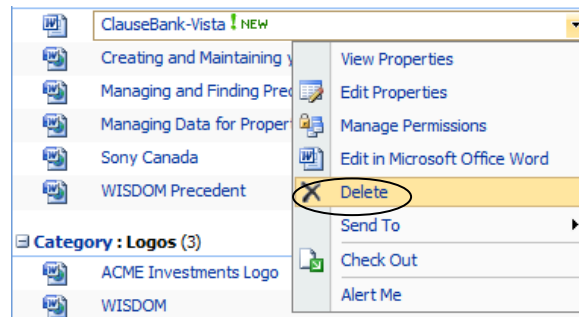 ClauseBank-Vista ! NEW
Creating and Maintaining y
View Properties
Managing and Finding Prec
Edit Properties
Managing Data for Proper
Manage Permissions
Sony Canada
Edit in Microsoft Office Word
WISDOM Precedent
Delete
Send To
Category : Logos (3)
Check Out
ACME Investments Logo
Alert Me
WISDOM